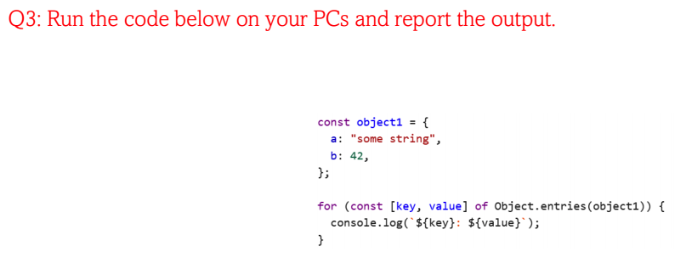 Q3: Run the code below on your PCs and report the output.
const object1 = {
  a: "some string",
  b: 42,
};
for (const [key, value] of Object.entries(object1)) {
  console.log(`${key}: ${value}`);
}